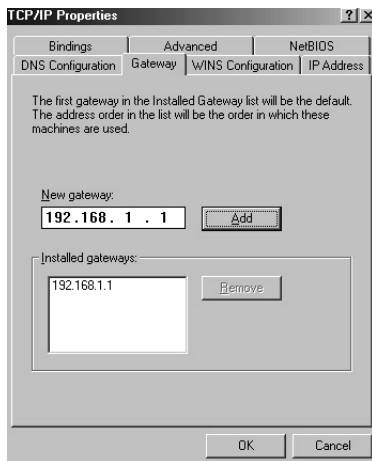 TCP/IP Properties
? x
Bindings Advanced NetBIOS
DNS Configuration Gateway WINS Configuration IP Address
The first gateway in the Installed Gateway list will be the default.
The address order in the list will be the order in which these
machines are used.
New gateway:
192.168. 1 . 1 Add
Installed gateways:
192.168.1.1 Remove
OK Cancel